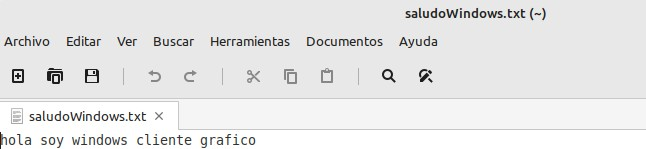 saludoWindows.txt (~)
Archivo Editar Ver Buscar Herramientas Documentos Ayuda
saludoWindows.txt
hola soy windows cliente grafico